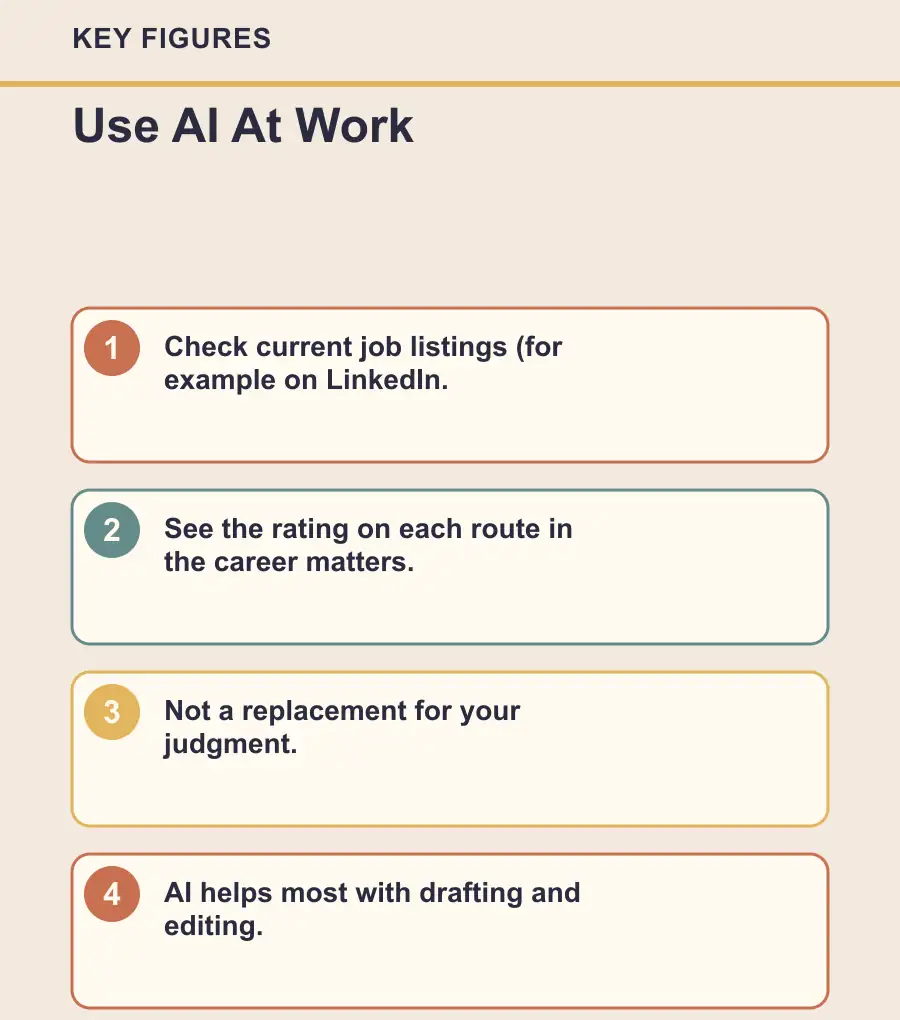 KEY FIGURES
Use AI At Work
1
Check current job listings (for
example on LinkedIn.
2
See the rating on each route in
the career matters.
3
Not a replacement for your
judgment.
4
AI helps most with drafting and
editing.